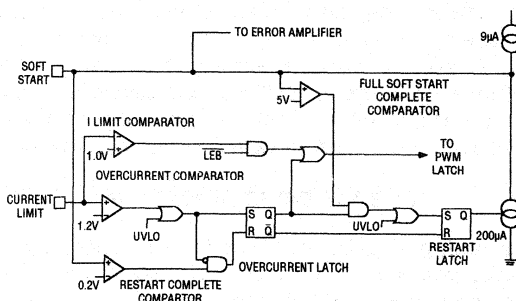 TO ERROR AMPLIFIER
9µA
SOFT
START
5V
FULL SOFT START
COMPLETE
COMPARATOR
I LIMIT COMPARATOR
1.0V
LEB
TO
PWM
LATCH
OVERCURRENT COMPARATOR
CURRENT
LIMIT
1.2V
UVLO
S Q
R Q
UVLO
S Q
R
200µA
RESTART
LATCH
OVERCURRENT LATCH
0.2V
RESTART COMPLETE
COMPARTOR